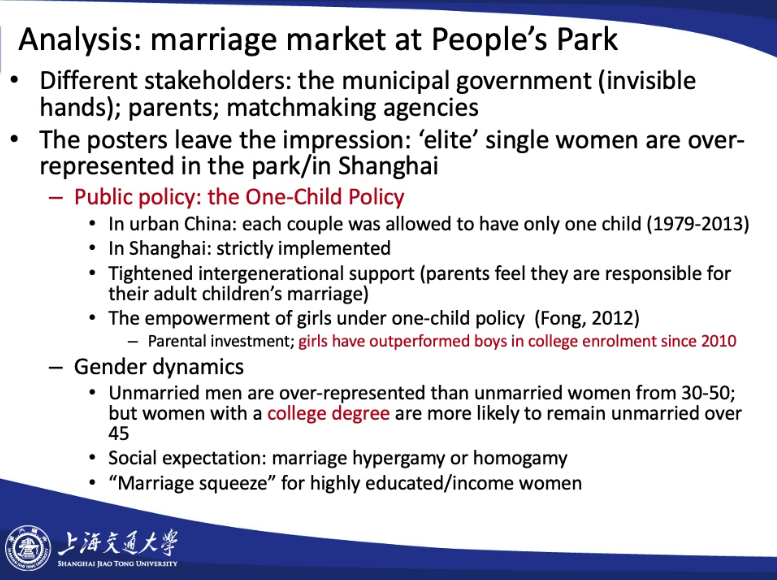 Analysis: marriage market at People's Park
• Different stakeholders: the municipal government (invisible
hands); parents; matchmaking agencies
• The posters leave the impression: 'elite' single women are over-
represented in the park/in Shanghai
– Public policy: the One-Child Policy
• In urban China: each couple was allowed to have only one child (1979-2013)
• In Shanghai: strictly implemented
• Tightened intergenerational support (parents feel they are responsible for
their adult children's marriage)
• The empowerment of girls under one-child policy (Fong, 2012)
– Parental investment; girls have outperformed boys in college enrolment since 2010
– Gender dynamics
• Unmarried men are over-represented than unmarried women from 30-50;
but women with a college degree are more likely to remain unmarried over
45
• Social expectation: marriage hypergamy or homogamy
• “Marriage squeeze” for highly educated/income women
上海交通大学
SHANGHAI JIAO TONG UNIVERSITY